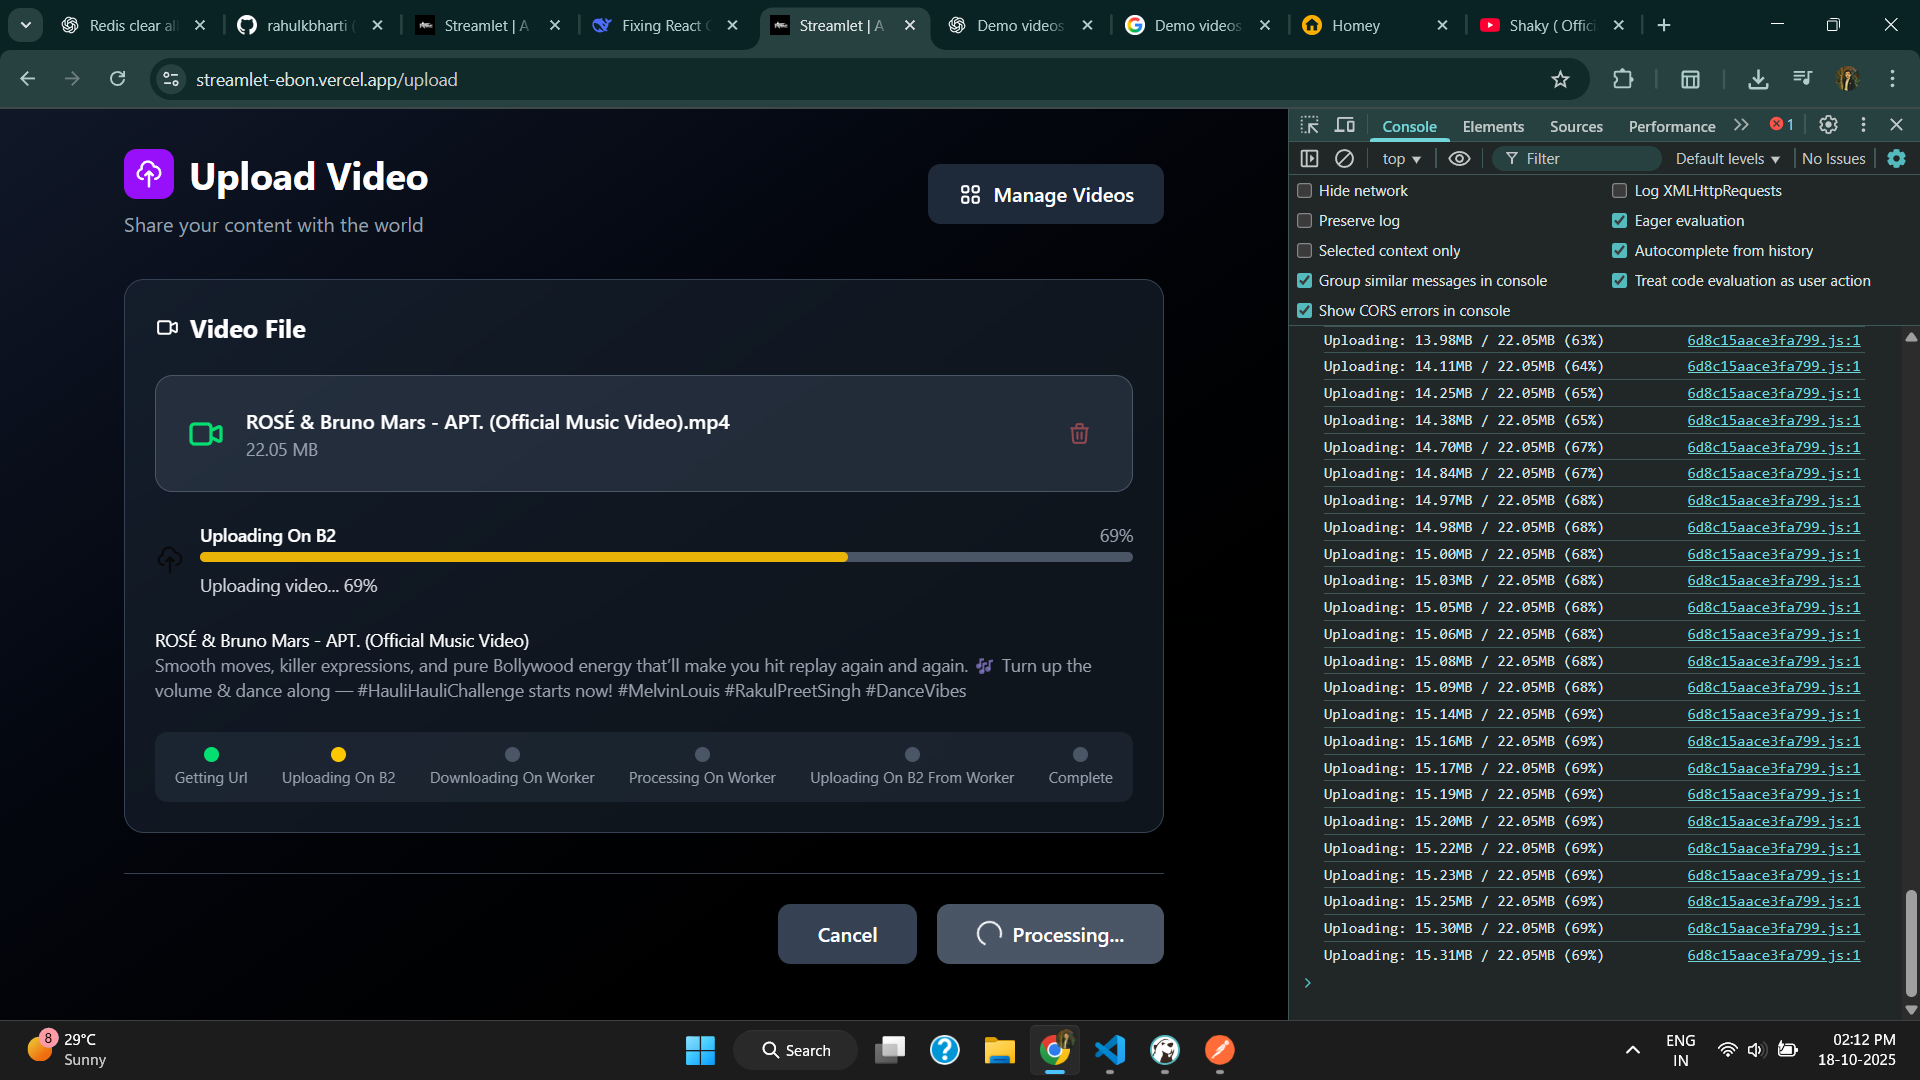 Redis clear all
rahulkbharti (
Streamlet | A
Fixing React C
Streamlet | A
Demo videos
Demo videos
Homey
Shaky ( Offici
streamlet-ebon.vercel.app/upload
Upload Video
Share your content with the world
Manage Videos
Video File
ROSÉ & Bruno Mars - APT. (Official Music Video).mp4
22.05 MB
Uploading On B2
69%
Uploading video... 69%
ROSÉ & Bruno Mars - APT. (Official Music Video)
Smooth moves, killer expressions, and pure Bollywood energy that'll make you hit replay again and again. 🎶 Turn up the
volume & dance along — #HauliHauliChallenge starts now! #MelvinLouis #RakulPreetSingh #DanceVibes
Getting Url
Uploading On B2
Downloading On Worker
Processing On Worker
Uploading On B2 From Worker
Complete
Cancel
Processing...
Console
Elements
Sources
Performance
1
top
Filter
Default levels
No Issues
Hide network
Log XMLHttpRequests
Preserve log
Eager evaluation
Selected context only
Autocomplete from history
Group similar messages in console
Treat code evaluation as user action
Show CORS errors in console
Uploading: 13.98MB / 22.05MB (63%) 6d8c15aace3fa799.js:1
Uploading: 14.11MB / 22.05MB (64%) 6d8c15aace3fa799.js:1
Uploading: 14.25MB / 22.05MB (65%) 6d8c15aace3fa799.js:1
Uploading: 14.38MB / 22.05MB (65%) 6d8c15aace3fa799.js:1
Uploading: 14.70MB / 22.05MB (67%) 6d8c15aace3fa799.js:1
Uploading: 14.84MB / 22.05MB (67%) 6d8c15aace3fa799.js:1
Uploading: 14.97MB / 22.05MB (68%) 6d8c15aace3fa799.js:1
Uploading: 14.98MB / 22.05MB (68%) 6d8c15aace3fa799.js:1
Uploading: 15.00MB / 22.05MB (68%) 6d8c15aace3fa799.js:1
Uploading: 15.03MB / 22.05MB (68%) 6d8c15aace3fa799.js:1
Uploading: 15.05MB / 22.05MB (68%) 6d8c15aace3fa799.js:1
Uploading: 15.06MB / 22.05MB (68%) 6d8c15aace3fa799.js:1
Uploading: 15.08MB / 22.05MB (68%) 6d8c15aace3fa799.js:1
Uploading: 15.09MB / 22.05MB (68%) 6d8c15aace3fa799.js:1
Uploading: 15.14MB / 22.05MB (69%) 6d8c15aace3fa799.js:1
Uploading: 15.16MB / 22.05MB (69%) 6d8c15aace3fa799.js:1
Uploading: 15.17MB / 22.05MB (69%) 6d8c15aace3fa799.js:1
Uploading: 15.19MB / 22.05MB (69%) 6d8c15aace3fa799.js:1
Uploading: 15.20MB / 22.05MB (69%) 6d8c15aace3fa799.js:1
Uploading: 15.22MB / 22.05MB (69%) 6d8c15aace3fa799.js:1
Uploading: 15.23MB / 22.05MB (69%) 6d8c15aace3fa799.js:1
Uploading: 15.25MB / 22.05MB (69%) 6d8c15aace3fa799.js:1
Uploading: 15.30MB / 22.05MB (69%) 6d8c15aace3fa799.js:1
Uploading: 15.31MB / 22.05MB (69%) 6d8c15aace3fa799.js:1
8
29°C
Sunny
Search
ENG
IN
02:12 PM
18-10-2025